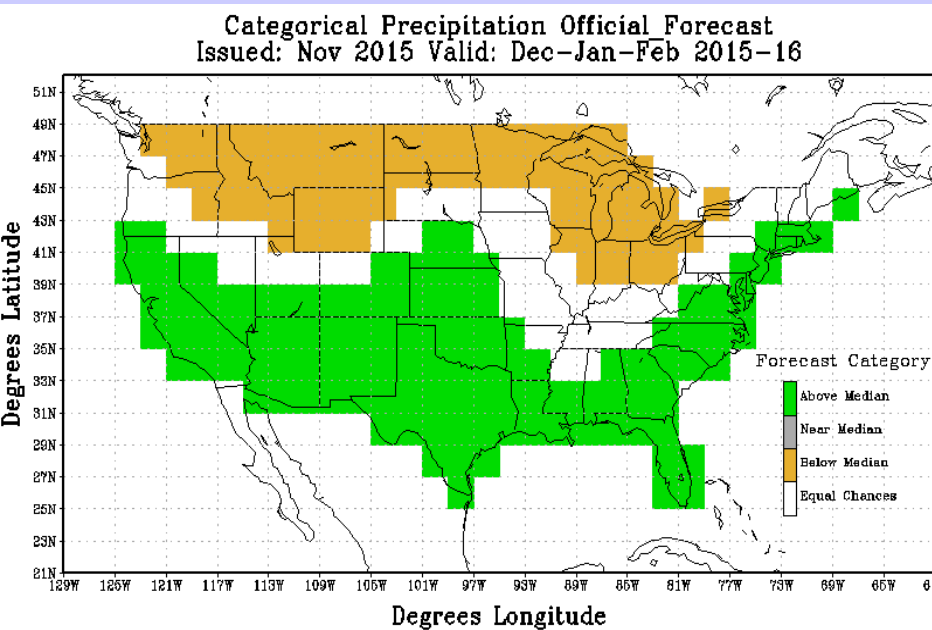 Categorical Precipitation Official Forecast
Issued: Nov 2015 Valid: Dec-Jan-Feb 2015-16
51N
49N
47N
45N
43N
41N
39N
37N
35N
33N
31N
29N
27N
25N
23N
21N
Degrees Latitude
Forecast Category
Above Median
Near Median
Below Median
Equal Chances
129W 125W 121W 117W 113W 109W 105W 101W 97W 93W 89W 85W 81W 77W 73W 69W 65W
Degrees Longitude